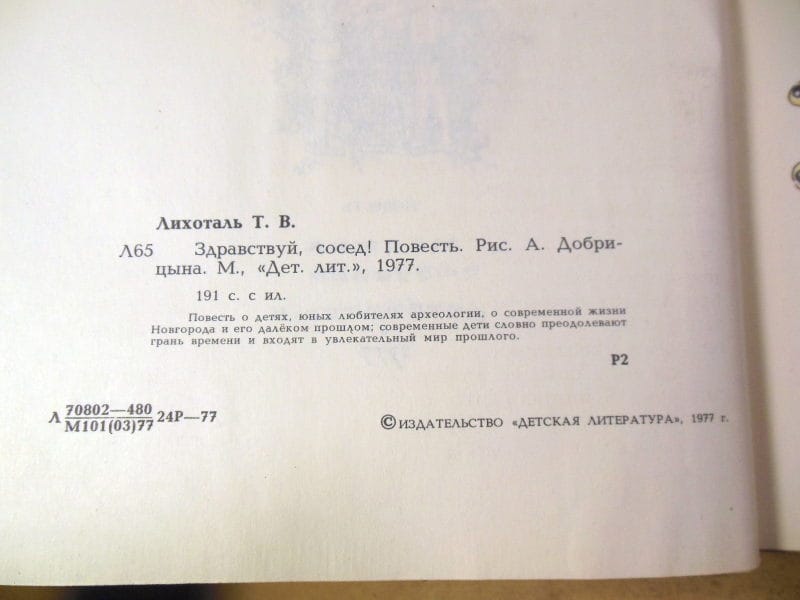 Лихоталь Т. В.
Л65 Здравствуй, сосед! Повесть. Рис. А. Добри-
цына. М., «Дет. лит.», 1977.
191 с. с ил.
Повесть о детях, юных любителях археологии, о современной жизни
Новгорода и его далёком прошлом; современные дети словно преодолевают
грань времени и входят в увлекательный мир прошлого.
Р2
70802—480
Л М101(03)77 24Р—77
©ИЗДАТЕЛЬСТВО «ДЕТСКАЯ ЛИТЕРАТУРА», 1977 г.